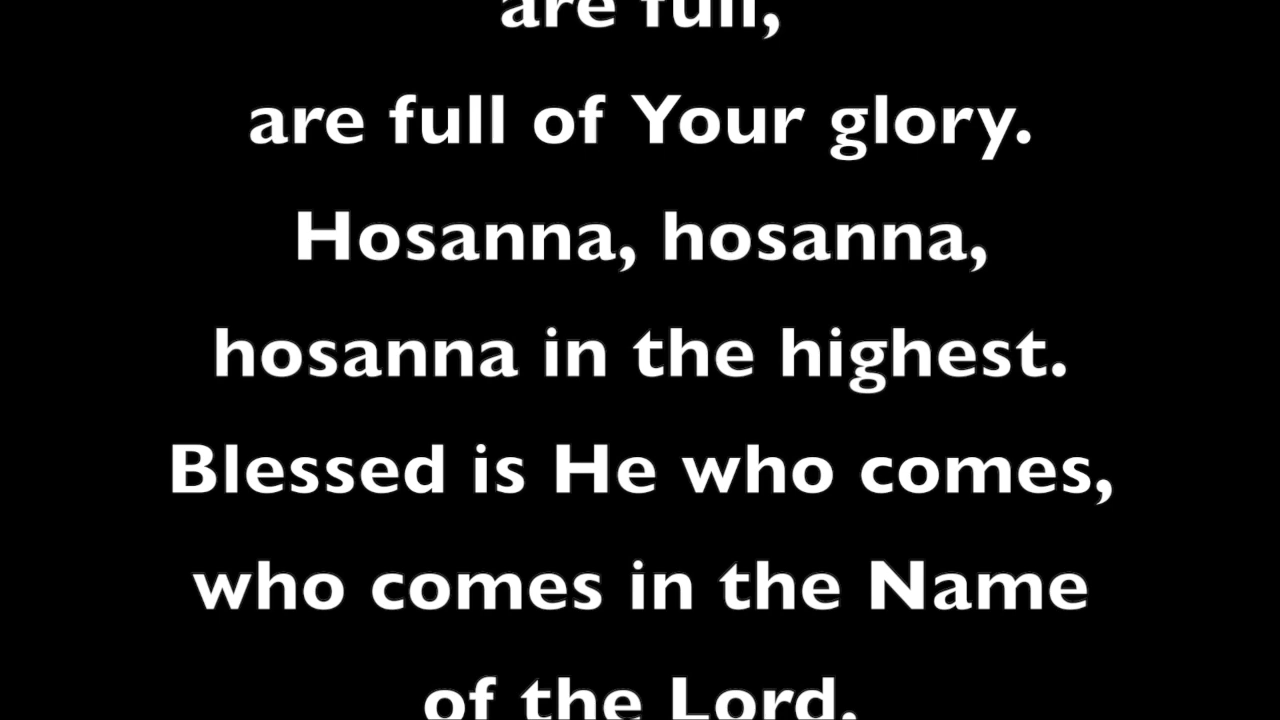 are full,
are full of Your glory.
Hosanna, hosanna,
hosanna in the highest.
Blessed is He who comes,
who comes in the Name
of the Lord.